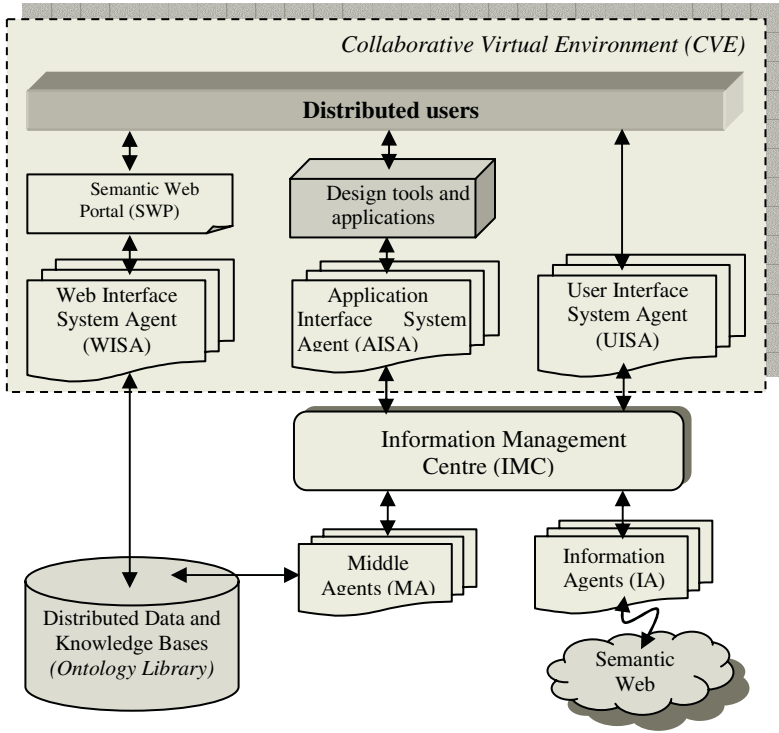 Collaborative Virtual Environment (CVE)
Distributed users
Semantic Web
Portal (SWP)
Design tools and
applications
Web Interface
System Agent
(WISA)
Application
Interface System
Agent (AISA)
User Interface
System Agent
(UISA)
Information Management
Centre (IMC)
Middle
Agents (MA)
Information
Agents (IA)
Distributed Data and
Knowledge Bases
(Ontology Library)
Semantic
Web